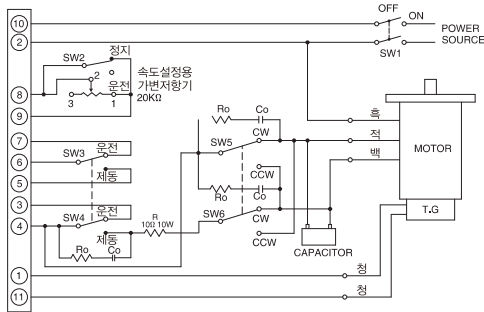 OFF
ON
POWER
SOURCE
SW1
10
2
정지
SW2
속도설정용
가변저항기
20KΩ
운전
2
3
1
8
9
Ro
Co
7
운전
SW5
CW
6
SW3
5
제동
CCW
3
운전
Ro
Co
4
SW4
제동
R
10Ω 10W
SW6
CW
Ro
Co
CCW
CAPACITOR
흑
적
백
MOTOR
T.G
1
청
11
청